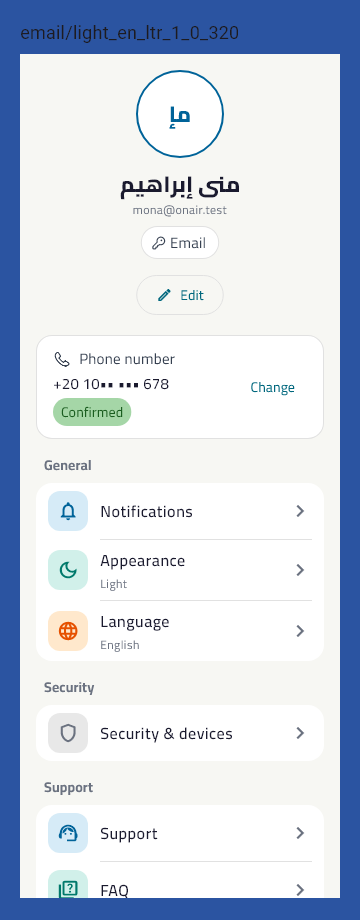 email/light_en_ltr_1_0_320
مإ
منى إبراهيم
mona@onair.test
Email
Edit
Phone number
+20 10•• ••• 678
Change
Confirmed
General
Notifications
Appearance
Light
Language
English
Security
Security & devices
Support
Support
FAQ